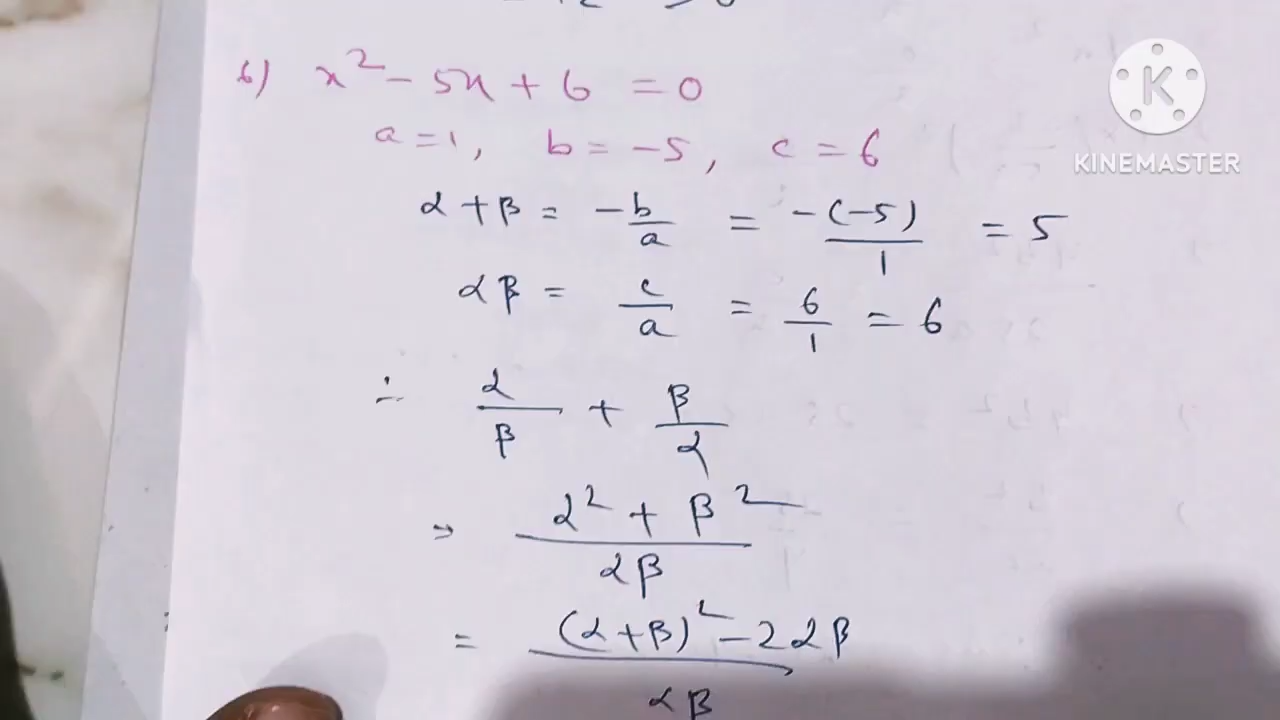 6) x² - 5x + 6 = 0
K
KINEMASTER
a = 1, b = -5, c = 6
α + β = -b/a = -(-5)/1 = 5
αβ = c/a = 6/1 = 6
∴ α/β + β/α
⇒ α² + β²/αβ
= (α + β)² - 2αβ/αβ